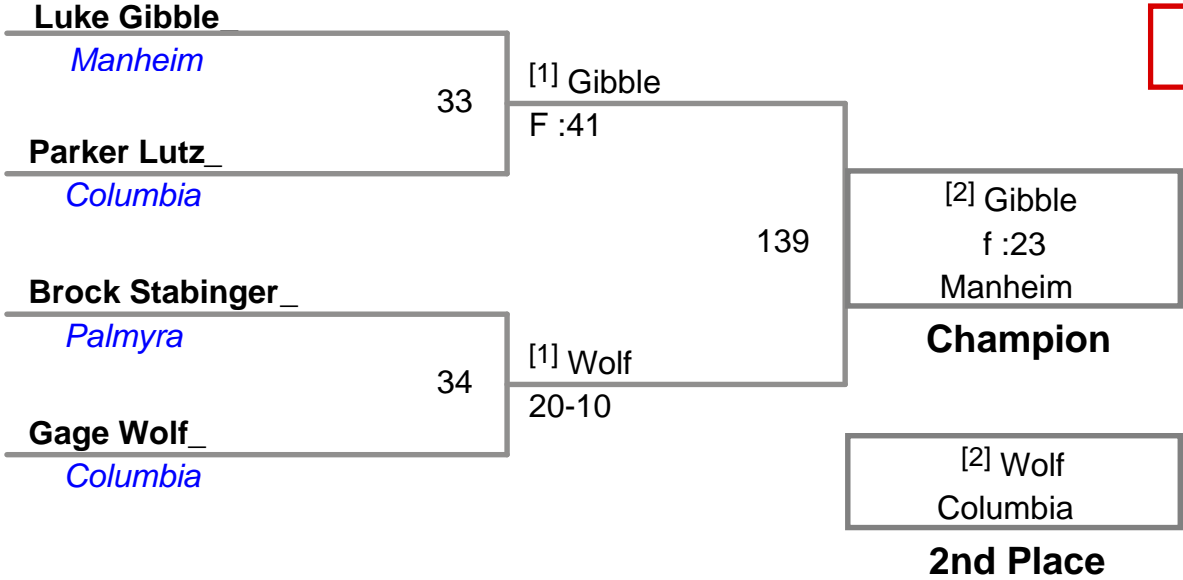 Luke Gibble_
Manheim
33
[1] Gibble
F :41
Parker Lutz_
Columbia
139
[2] Gibble
f :23
Manheim
Champion
Brock Stabinger_
Palmyra
34
[1] Wolf
20-10
Gage Wolf_
Columbia
[2] Wolf
Columbia
2nd Place